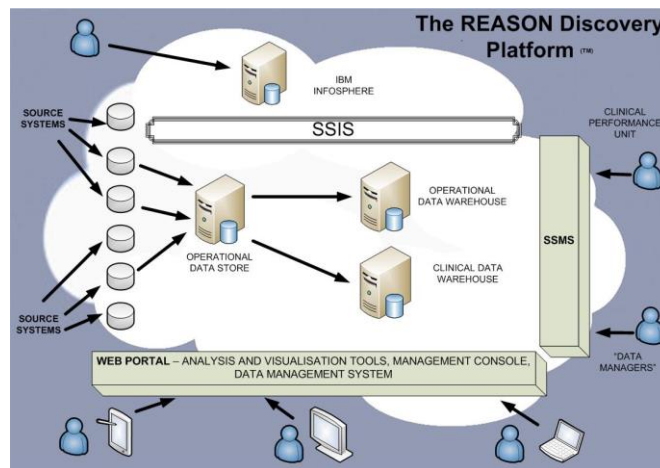 The REASON Discovery
Platform (TM)
IBM
INFOSPHERE
SOURCE
SYSTEMS
SSIS
CLINICAL
PERFORMANCE
UNIT
OPERATIONAL
DATA WAREHOUSE
SSMS
OPERATIONAL
DATA STORE
CLINICAL DATA
WAREHOUSE
SOURCE
SYSTEMS
WEB PORTAL – ANALYSIS AND VISUALISATION TOOLS, MANAGEMENT CONSOLE,
DATA MANAGEMENT SYSTEM
“DATA
MANAGERS”